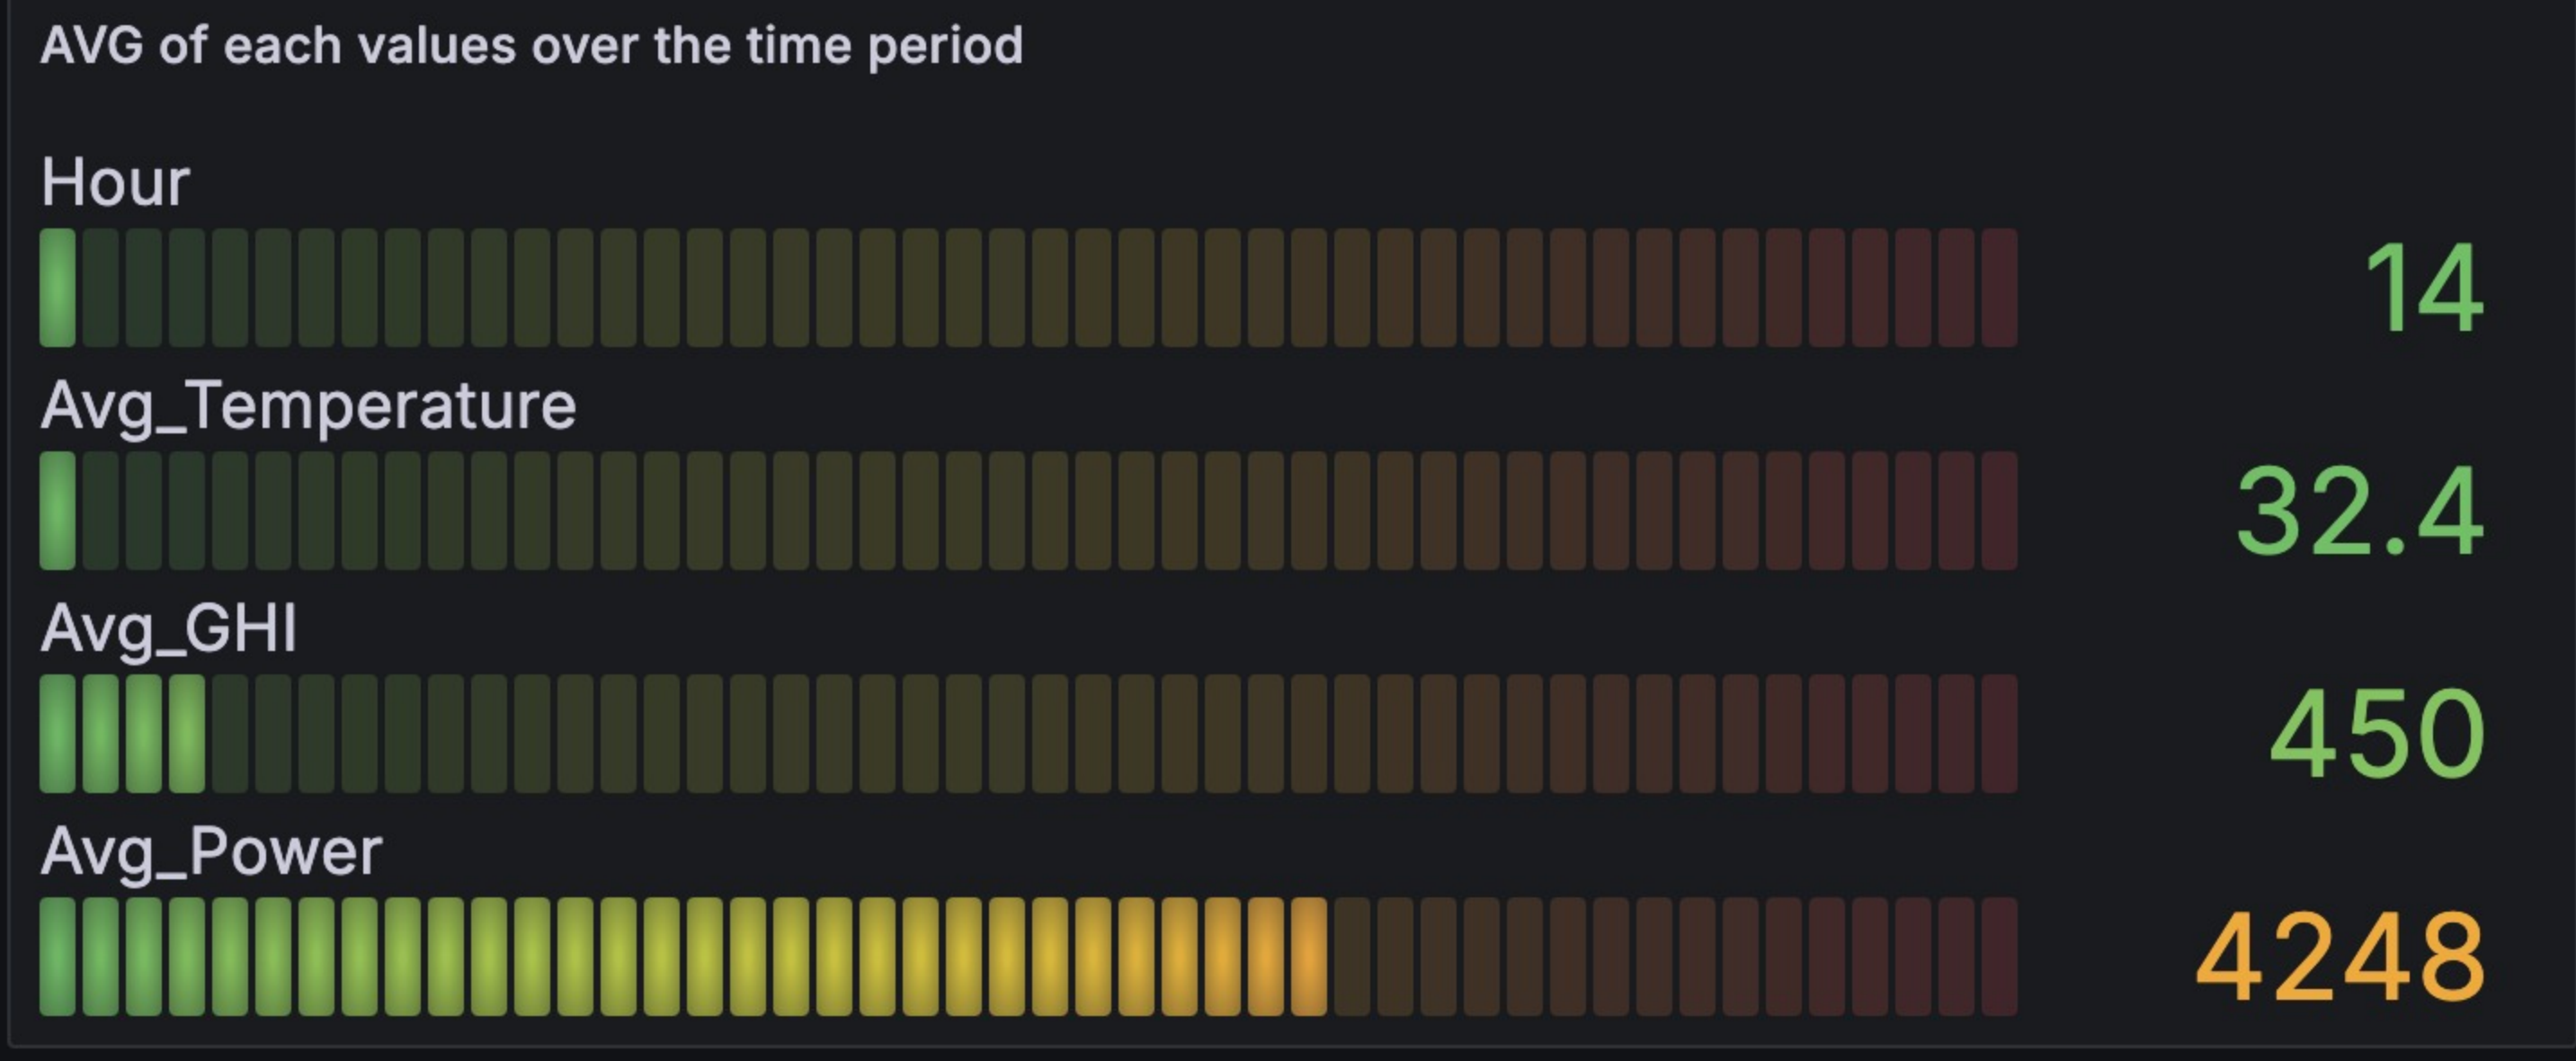 AVG of each values over the time period
Hour
14
Avg_Temperature
32.4
Avg_GHI
450
Avg_Power
4248